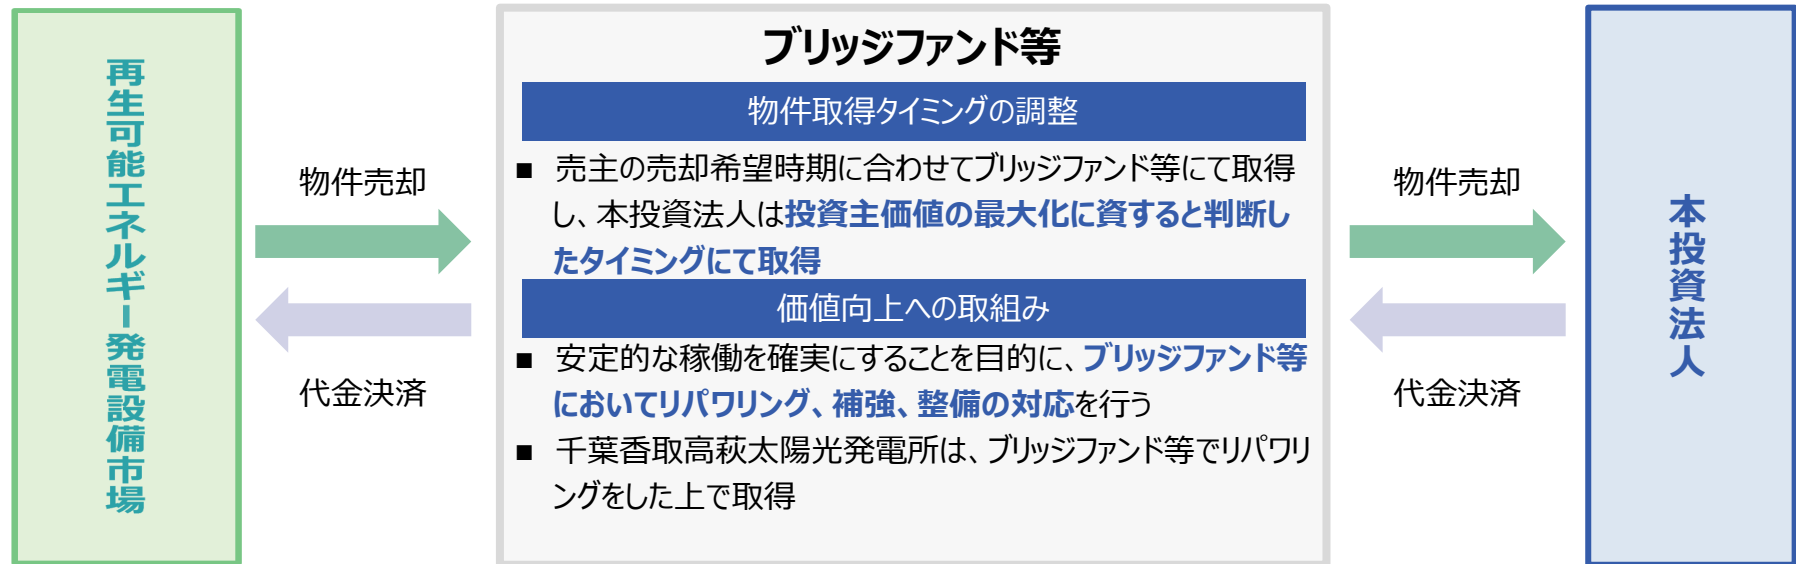 再生可能エネルギー発電設備市場
物件売却
代金決済
ブリッジファンド等
物件取得タイミングの調整
■ 売主の売却希望時期に合わせてブリッジファンド等にて取得
し、本投資法人は投資主価値の最大化に資すると判断し
たタイミングにて取得
価値向上への取組み
■ 安定的な稼働を確実にすることを目的に、ブリッジファンド等
においてリパワリング、補強、整備の対応を行う
■ 千葉香取高萩太陽光発電所は、ブリッジファンド等でリパワリ
ングをした上で取得
物件売却
代金決済
本投資法人